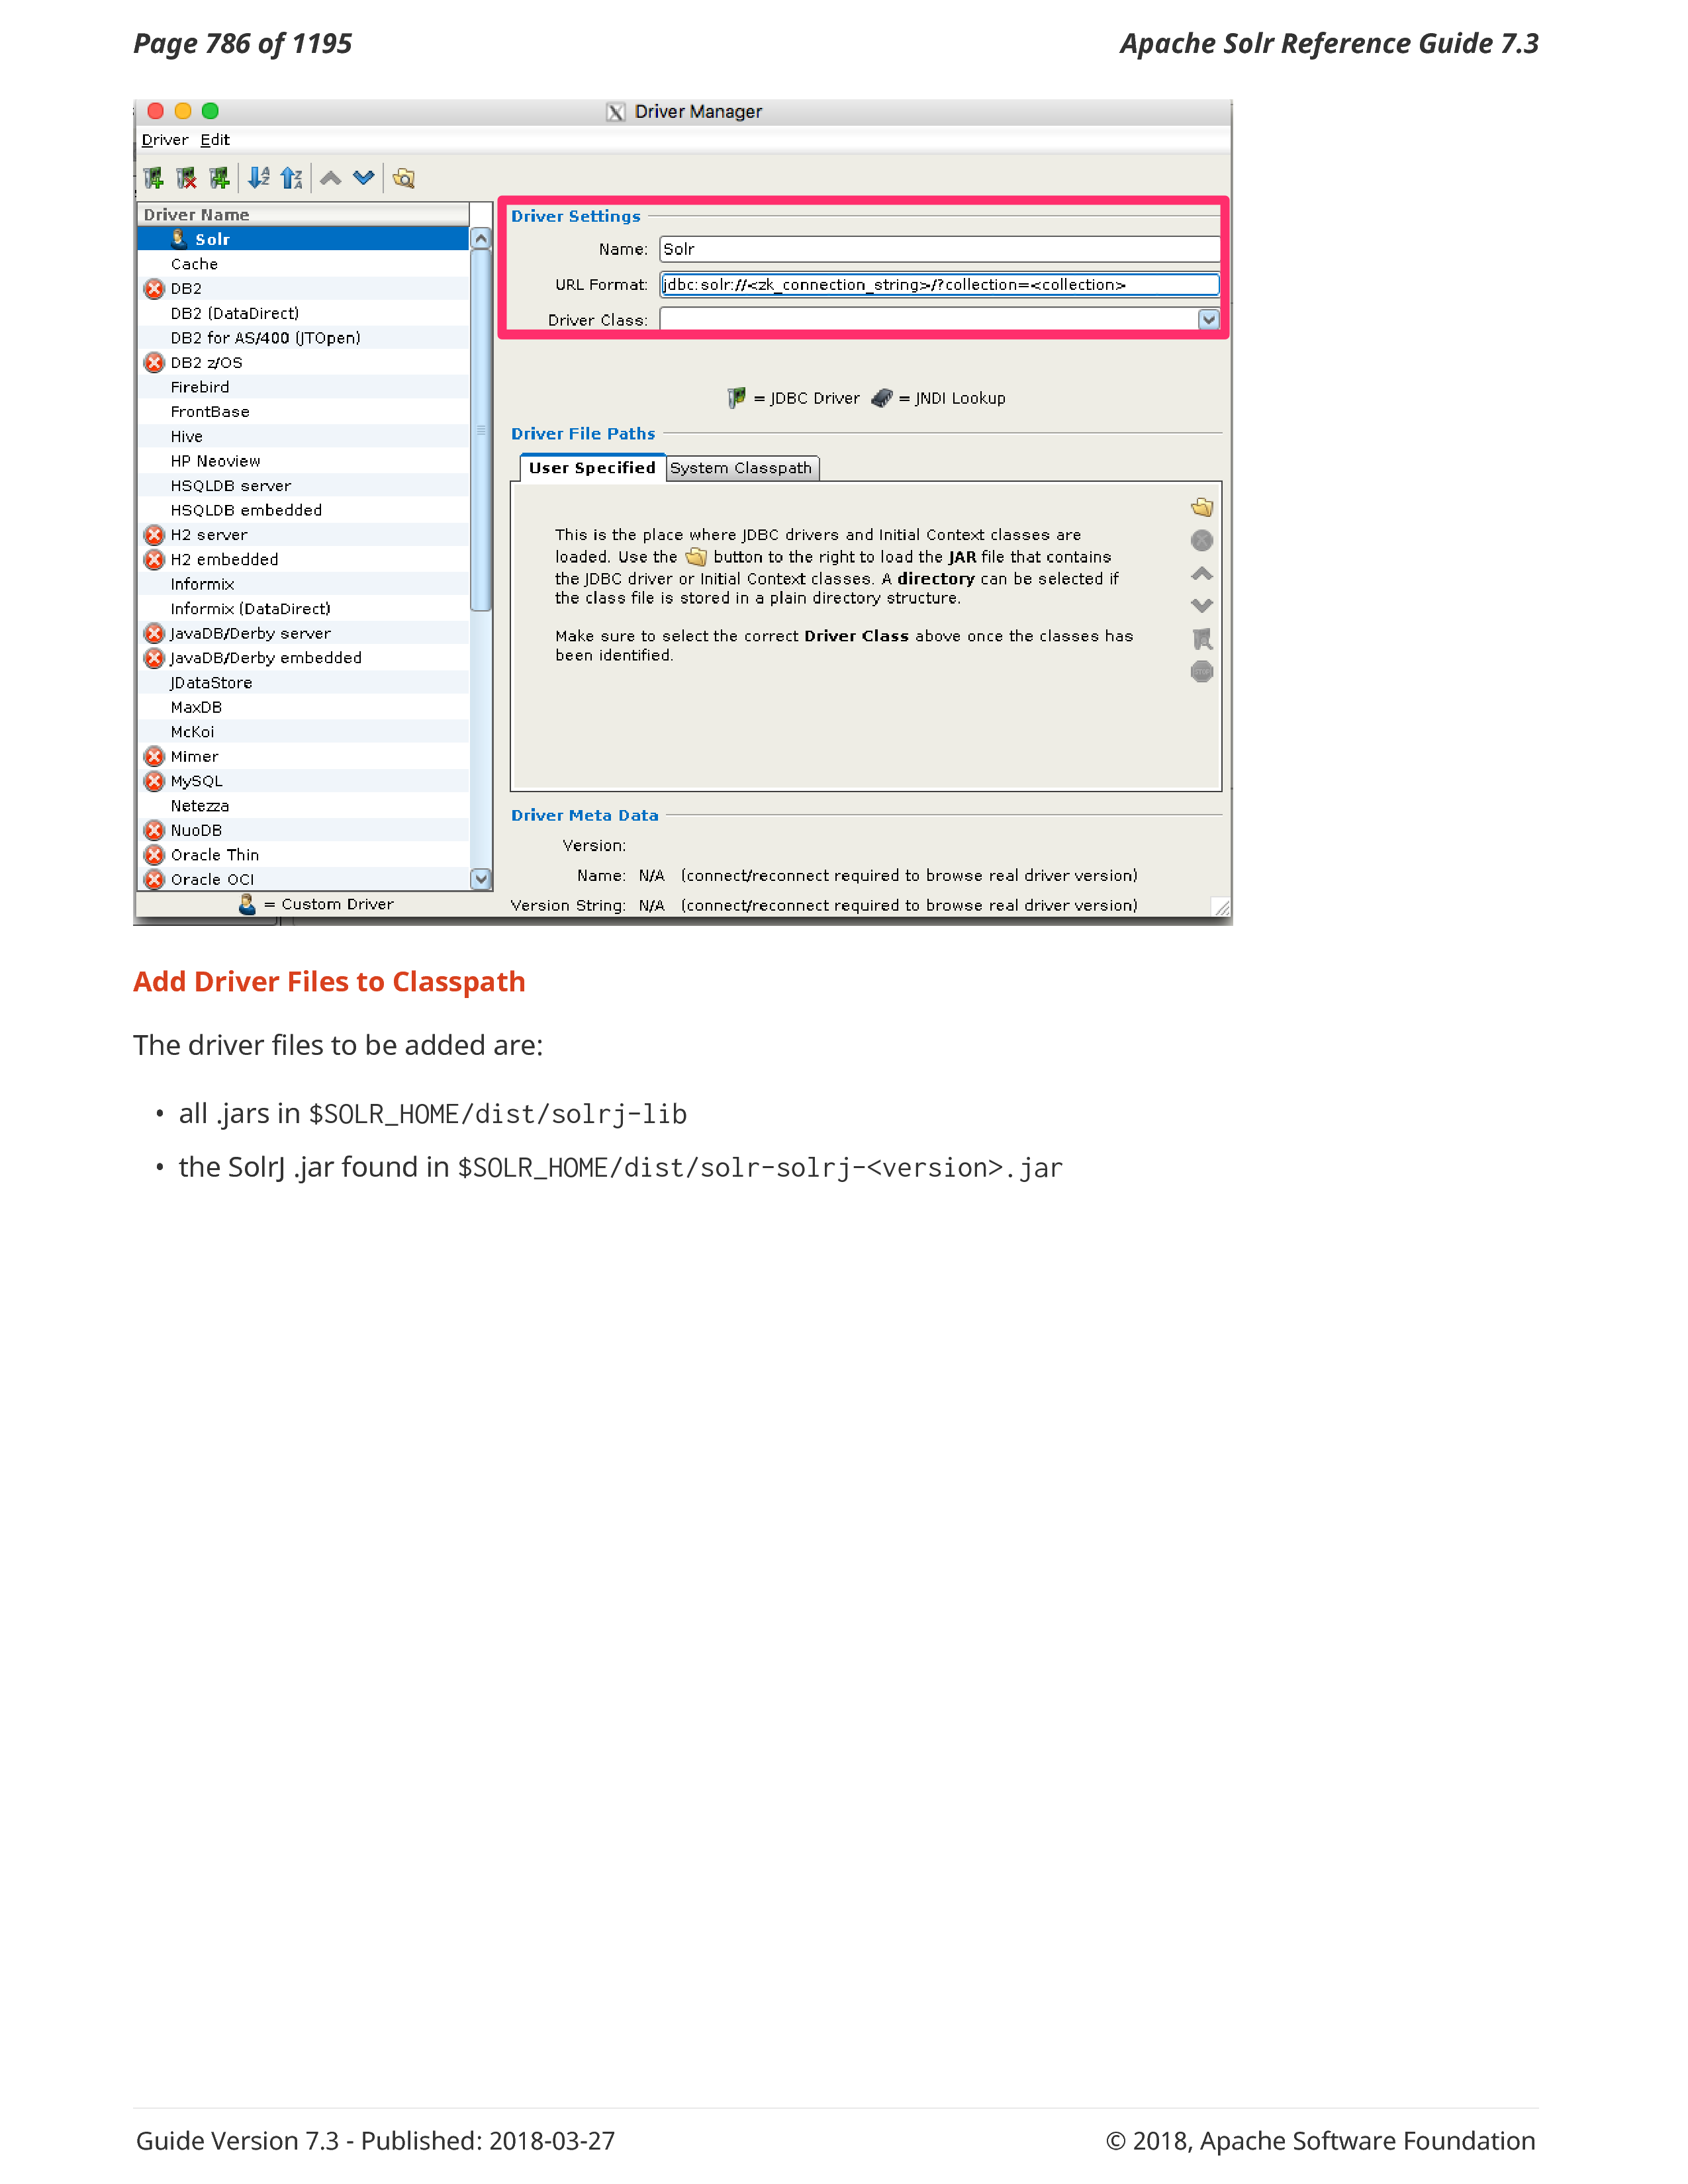 Page 786 of 1195
Apache Solr Reference Guide 7.3
Driver Manager
Driver Edit
Driver Name
Solr
Cache
DB2
DB2 (DataDirect)
DB2 for AS/400 (JTOpen)
DB2 z/OS
Firebird
FrontBase
Hive
HP Neoview
HSQLDB server
HSQLDB embedded
H2 server
H2 embedded
Informix
Informix (DataDirect)
JavaDB/Derby server
JavaDB/Derby embedded
JDataStore
MaxDB
McKoi
Mimer
MySQL
Netezza
NuoDB
Oracle Thin
Oracle OCI
= Custom Driver
Driver Settings
Name: Solr
URL Format: jdbc:solr://<zk_connection_string>/?collection=<collection>
Driver Class:
= JDBC Driver = JNDI Lookup
Driver File Paths
User Specified System Classpath
This is the place where JDBC drivers and Initial Context classes are
loaded. Use the button to the right to load the JAR file that contains
the JDBC driver or Initial Context classes. A directory can be selected if
the class file is stored in a plain directory structure.
Make sure to select the correct Driver Class above once the classes has
been identified.
Driver Meta Data
Version:
Name: N/A (connect/reconnect required to browse real driver version)
Version String: N/A (connect/reconnect required to browse real driver version)
Add Driver Files to Classpath
The driver files to be added are:
• all .jars in $SOLR_HOME/dist/solrj-lib
• the SolrJ .jar found in $SOLR_HOME/dist/solr-solrj-<version>.jar
Guide Version 7.3 - Published: 2018-03-27
© 2018, Apache Software Foundation